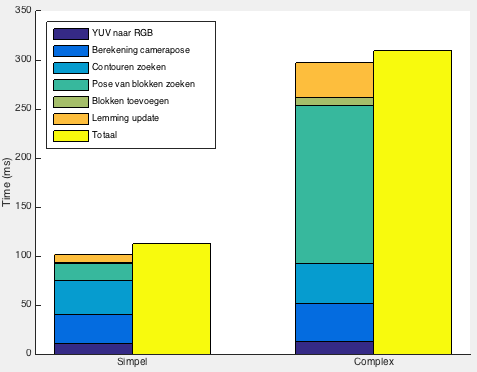 350
300
250
200
150
100
50
0
Time (ms)
YUV naar RGB
Berekening camerapose
Contouren zoeken
Pose van blokken zoeken
Blokken toevoegen
Lemming update
Totaal
Simpel
Complex